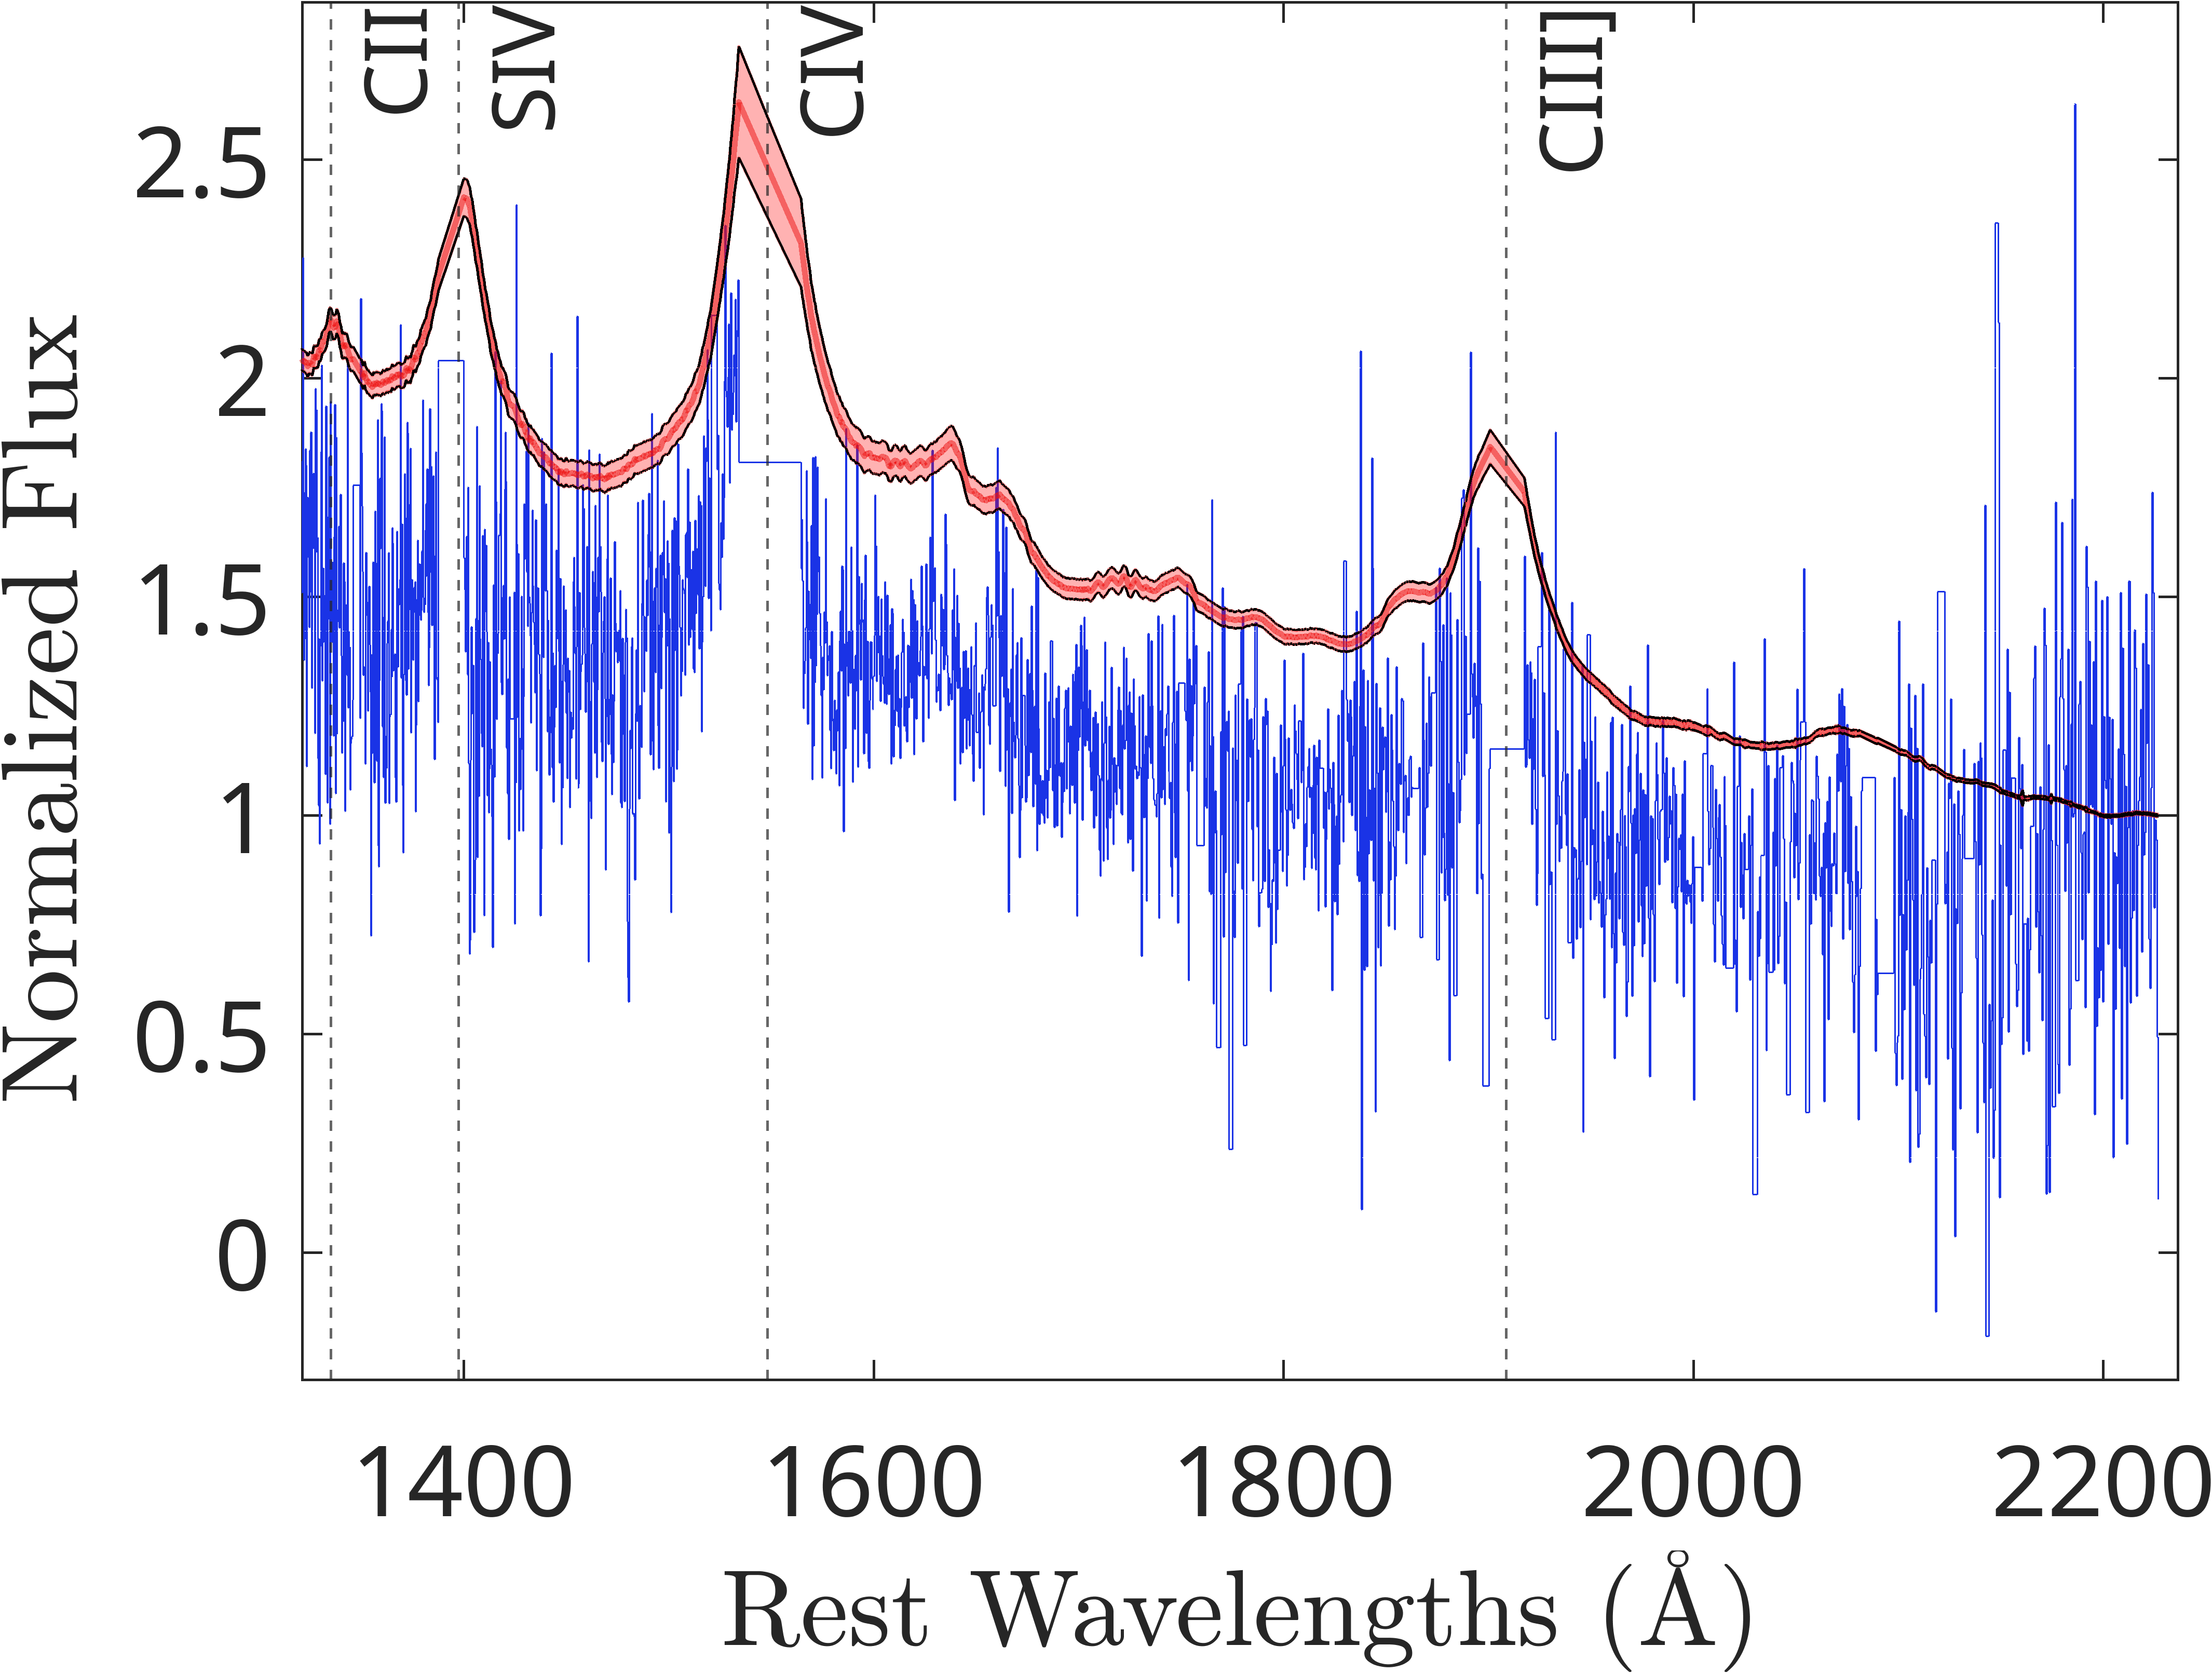 CII
SIV
CIV
CIII]
2.5
2
1.5
1
0.5
0
Normalized Flux
1400 1600 1800 2000 2200
Rest Wavelengths (Å)